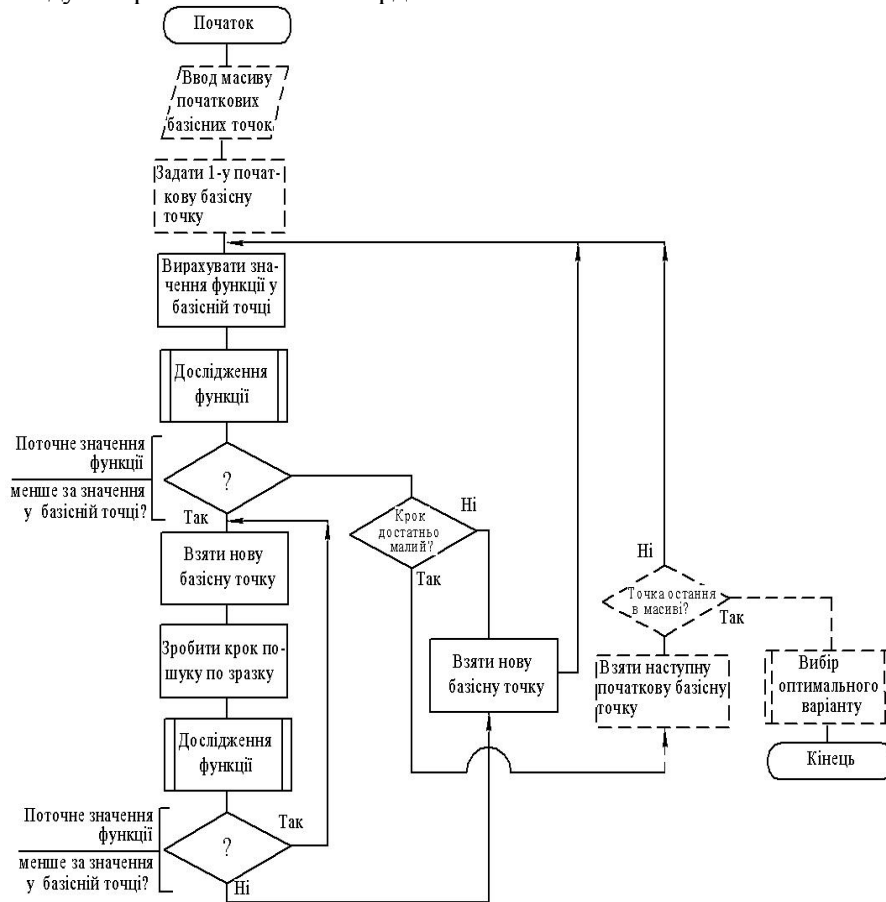 Початок
Ввод масиву
початкових
базісних точок
Задати 1-у почат-
кову базісну
точку
Вирахувати зна-
чення функції у
базісній точці
Дослідження
функції
Поточне значення
функції
менше за значення
у базісній точці?
?
Так
Ні
Крок
достатньо
малий?
Так
Взяти нову
базісну точку
Зробити крок по-
шуку по зразку
Дослідження
функції
Поточне значення
функції
менше за значення
у базісній точці?
?
Так
Ні
Взяти нову
базісну точку
Ні
Точка остання
в масиві?
Так
Взяти наступну
початкову базісну
точку
Вибір
оптимального
варіанту
Кінець